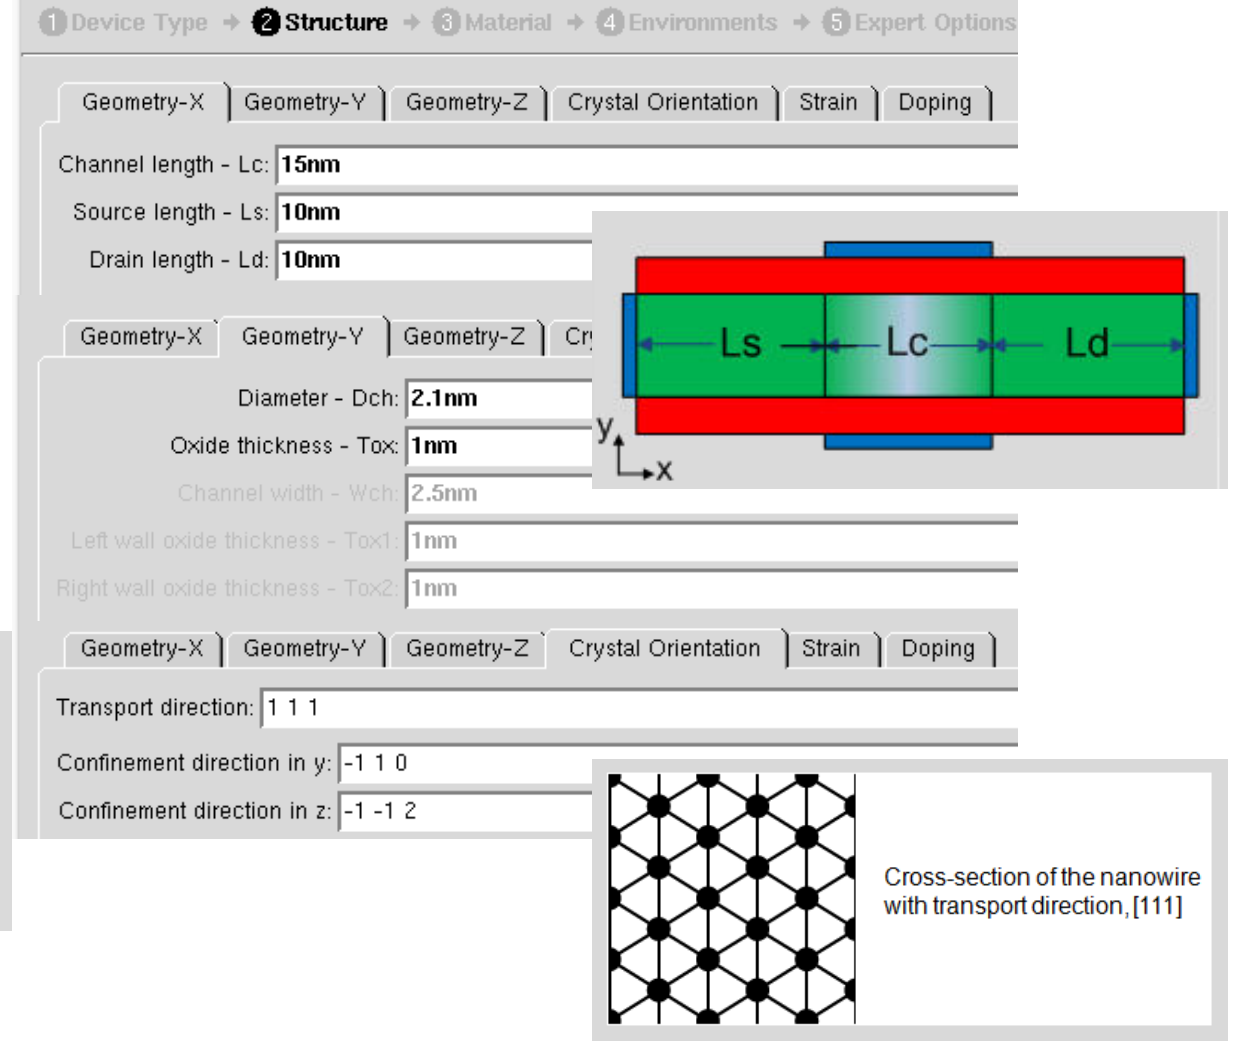 1 Device Type → 2 Structure → 3 Material → 4 Environments → 5 Expert Options
Geometry-X Geometry-Y Geometry-Z Crystal Orientation Strain Doping
Channel length - Lc: 15nm
Source length - Ls: 10nm
Drain length - Ld: 10nm
Ls Lc Ld
y
x
Geometry-X Geometry-Y Geometry-Z Cr
Diameter - Dch: 2.1nm
Oxide thickness - Tox: 1nm
Channel width - Wch: 2.5nm
Left wall oxide thickness - Tox1: 1nm
Right wall oxide thickness - Tox2: 1nm
Geometry-X Geometry-Y Geometry-Z Crystal Orientation Strain Doping
Transport direction: 1 1 1
Confinement direction in y: -1 1 0
Confinement direction in z: -1 -1 2
Cross-section of the nanowire
with transport direction, [111]